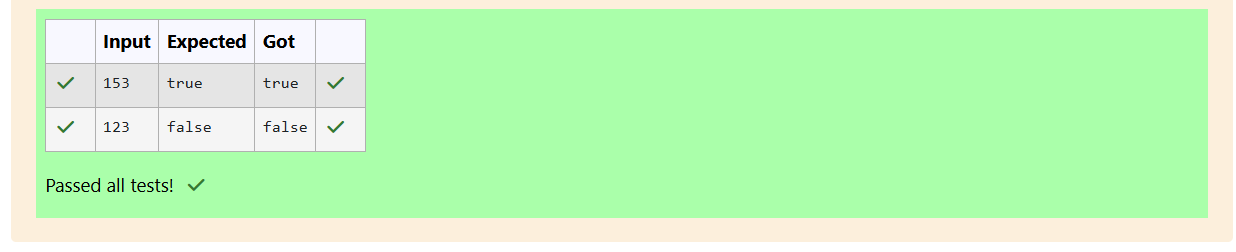 Input Expected Got
153 true true
123 false false
Passed all tests!